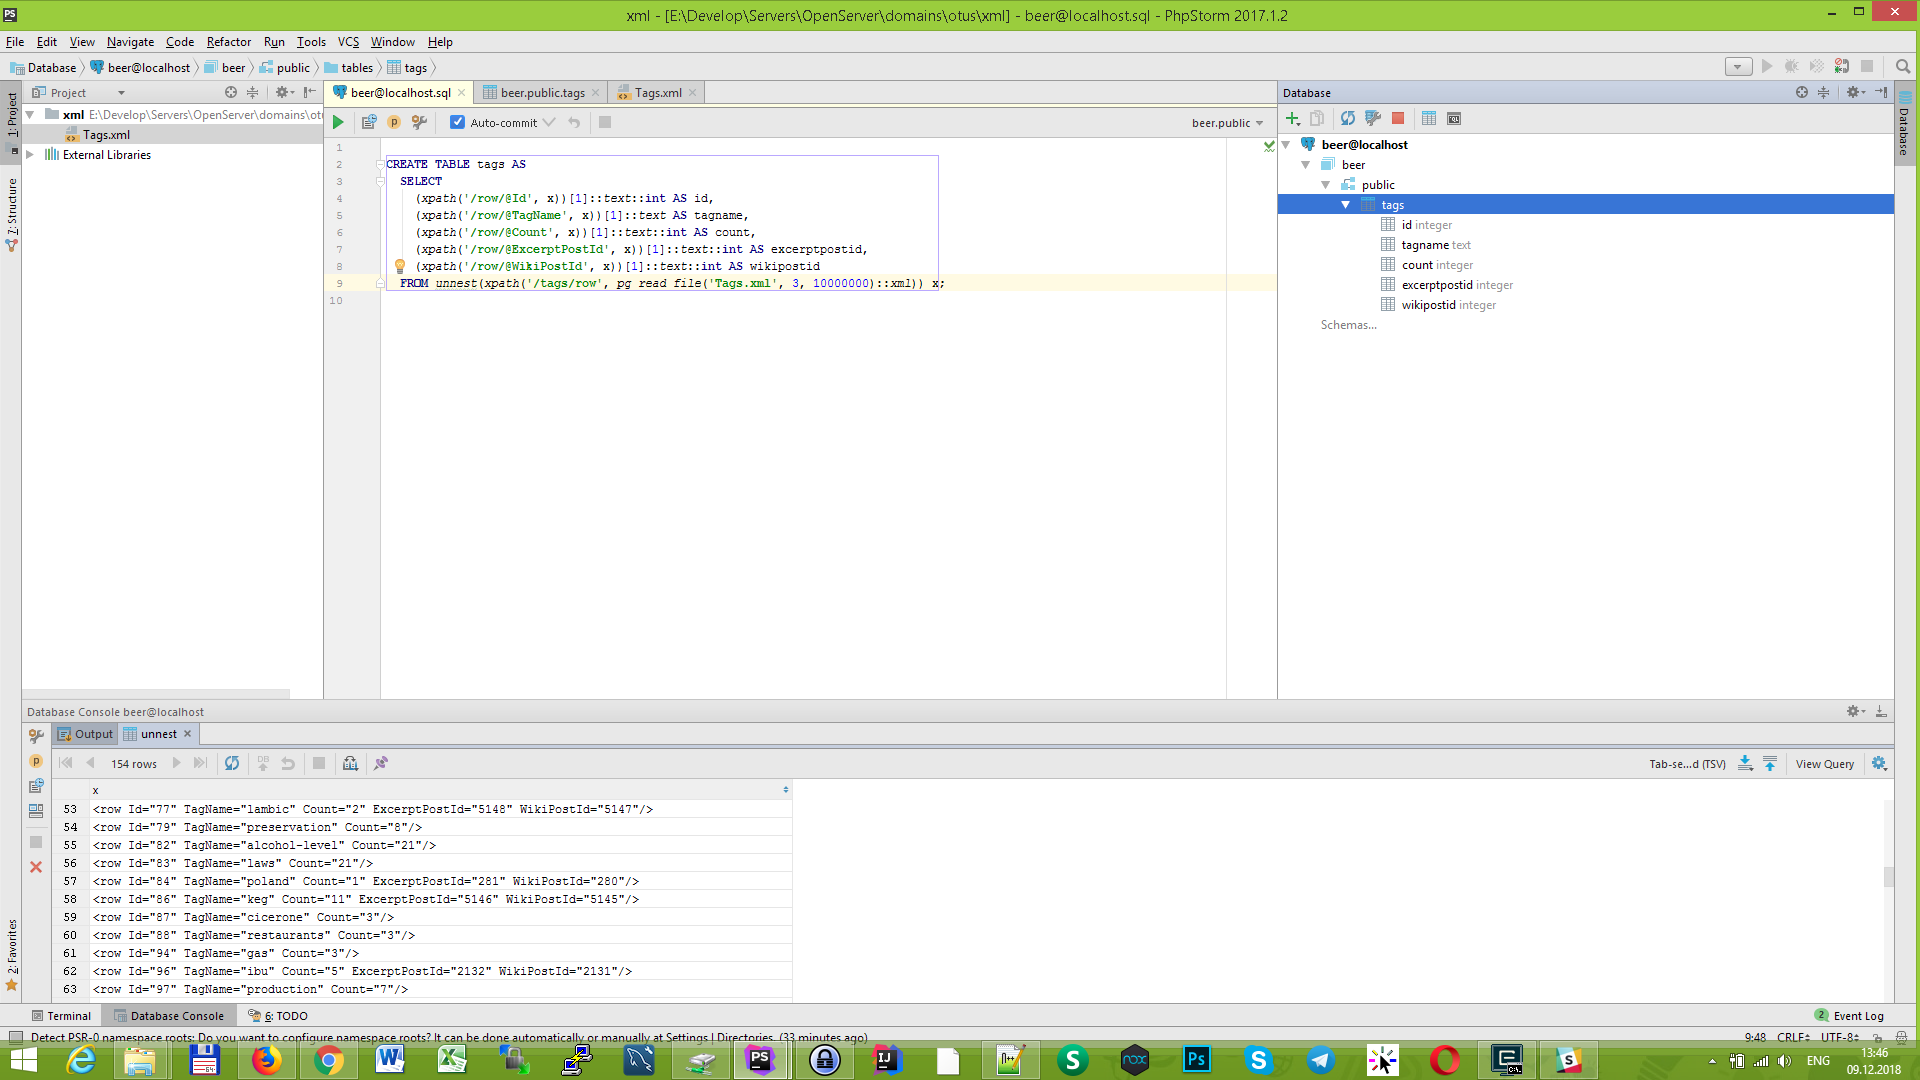 xml - [E:\Develop\Servers\OpenServer\domains\otus\xml] - beer@localhost.sql - PhpStorm 2017.1.2
File Edit View Navigate Code Refactor Run Tools VCS Window Help
Database beer@localhost beer public tables tags
Project
beer@localhost.sql beer.public.tags Tags.xml
Database
1: Project
xml E:\Develop\Servers\OpenServer\domains\otu
Tags.xml
External Libraries
7: Structure
2: Favorites
Auto-commit beer.public
1
2 CREATE TABLE tags AS
3 SELECT
4 (xpath('/row/@Id', x))[1]::text::int AS id,
5 (xpath('/row/@TagName', x))[1]::text AS tagname,
6 (xpath('/row/@Count', x))[1]::text::int AS count,
7 (xpath('/row/@ExcerptPostId', x))[1]::text::int AS excerptpostid,
8 (xpath('/row/@WikiPostId', x))[1]::text::int AS wikipostid
9 FROM unnest(xpath('/tags/row', pg_read_file('Tags.xml', 3, 10000000)::xml)) x;
10
beer@localhost
beer
public
tags
id integer
tagname text
count integer
excerptpostid integer
wikipostid integer
Schemas...
Database
Database Console beer@localhost
Output unnest
154 rows Tab-se...d (TSV) View Query
x
53 <row Id="77" TagName="lambic" Count="2" ExcerptPostId="5148" WikiPostId="5147"/>
54 <row Id="79" TagName="preservation" Count="8"/>
55 <row Id="82" TagName="alcohol-level" Count="21"/>
56 <row Id="83" TagName="laws" Count="21"/>
57 <row Id="84" TagName="poland" Count="1" ExcerptPostId="281" WikiPostId="280"/>
58 <row Id="86" TagName="keg" Count="11" ExcerptPostId="5146" WikiPostId="5145"/>
59 <row Id="87" TagName="cicerone" Count="3"/>
60 <row Id="88" TagName="restaurants" Count="3"/>
61 <row Id="94" TagName="gas" Count="3"/>
62 <row Id="96" TagName="ibu" Count="5" ExcerptPostId="2132" WikiPostId="2131"/>
63 <row Id="97" TagName="production" Count="7"/>
Terminal Database Console 6: TODO 2 Event Log
Detect PSR-0 namespace roots: Do you want to configure namespace roots? It can be done automatically or manually at Settings | Directories. (33 minutes ago) 9:48 CRLF UTF-8
ENG 13:46
09.12.2018